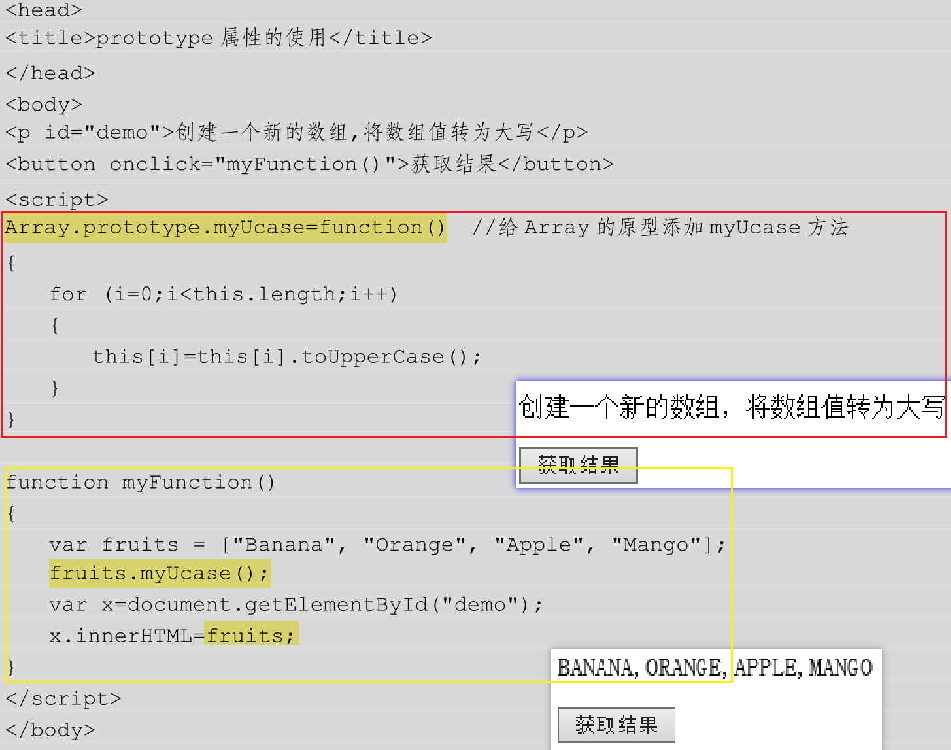 <head>
<title>prototype 属性的使用</title>
</head>
<body>
<p id="demo">创建一个新的数组,将数组值转为大写</p>
<button onclick="myFunction()">获取结果</button>
<script>
Array.prototype.myUcase=function() //给 Array 的原型添加 myUcase 方法
{
for (i=0;i<this.length;i++)
{
this[i]=this[i].toUpperCase();
}
}
创建一个新的数组，将数组值转为大写
获取结果
function myFunction()
{
var fruits = ["Banana", "Orange", "Apple", "Mango"];
fruits.myUcase();
var x=document.getElementById("demo");
x.innerHTML=fruits;
}
BANANA,ORANGE,APPLE,MANGO
获取结果
</script>
</body>